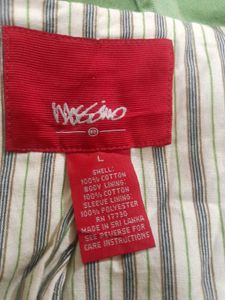 Mossimo
L
SHELL:
100% COTTON
BODY LINING:
100% COTTON
SLEEVE LINING:
100% POLYESTER
RN 17730
MADE IN SRI LANKA
SEE REVERSE FOR
CARE INSTRUCTIONS